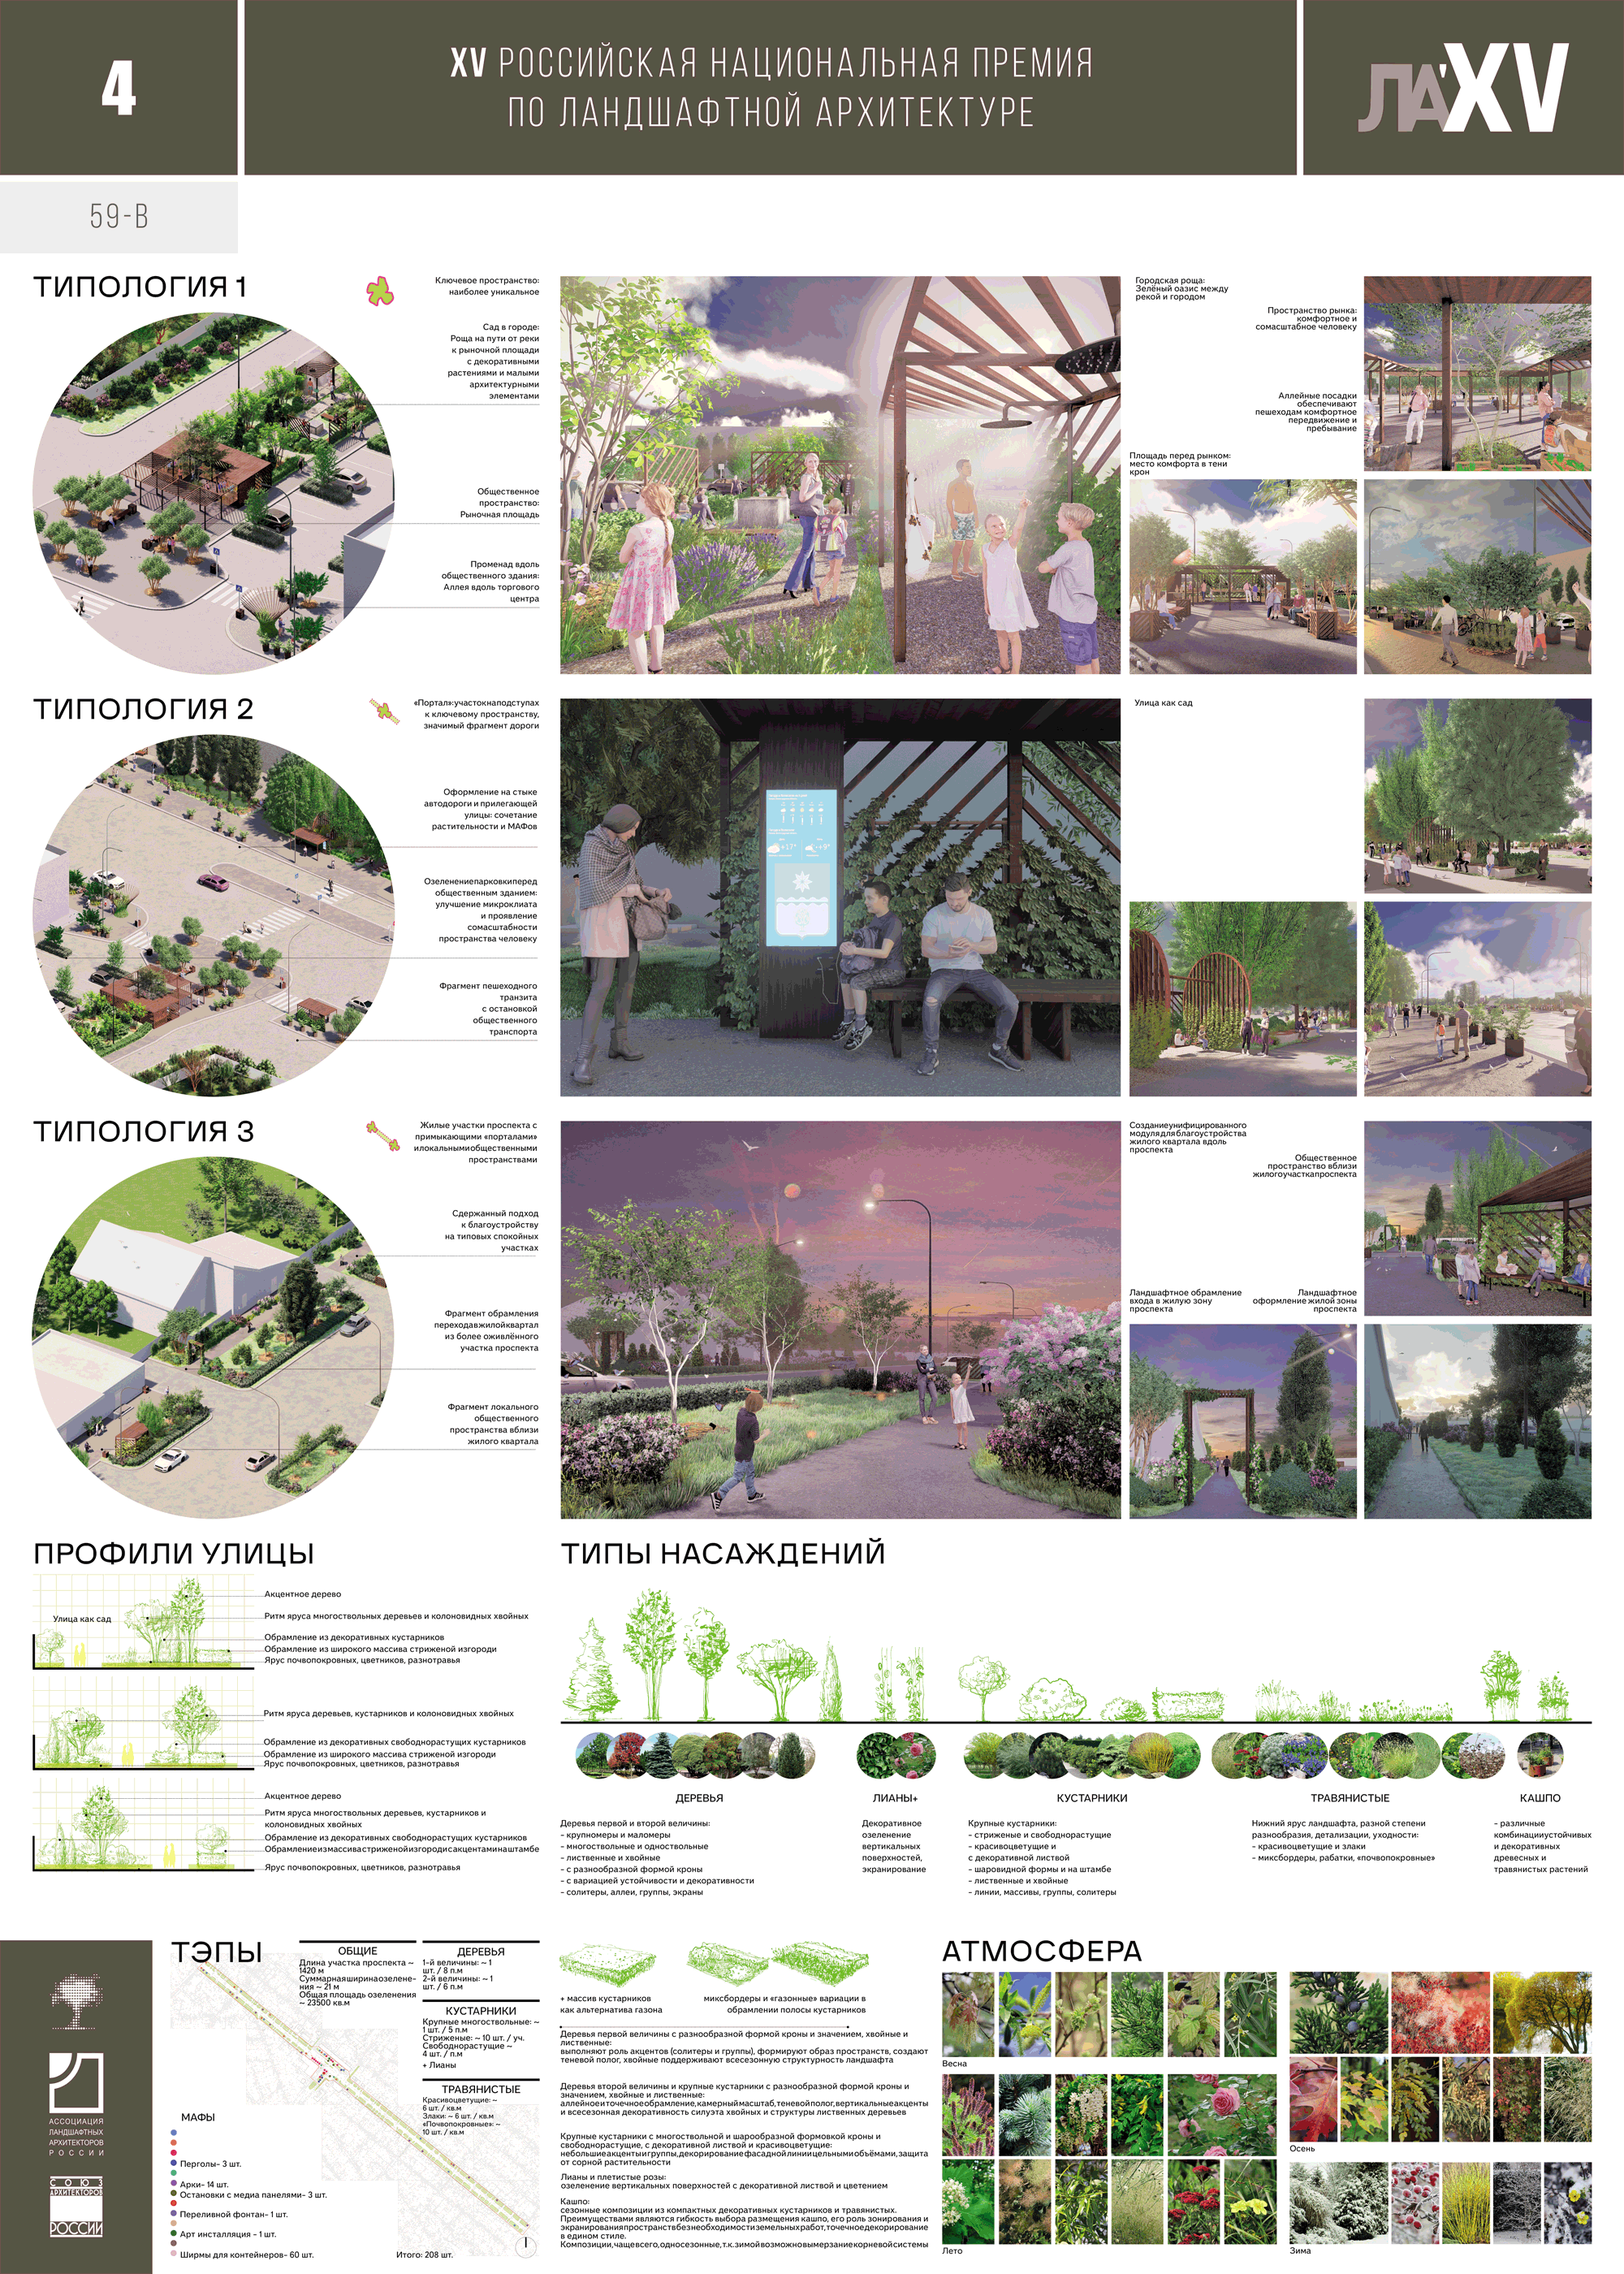 4
XV РОССИЙСКАЯ НАЦИОНАЛЬНАЯ ПРЕМИЯ
ПО ЛАНДШАФТНОЙ АРХИТЕКТУРЕ
ЛА'XV
59-В
ТИПОЛОГИЯ 1
Ключевое пространство:
наиболее уникальное
Сад в городе:
Роща на пути от реки
к рыночной площади
с декоративными
растениями и малыми
архитектурными
элементами
Общественное
пространство:
Рыночная площадь
Променад вдоль
общественного здания:
Аллея вдоль торгового
центра
Городская роща:
Зелёный оазис между
рекой и городом
Пространство рынка:
комфортное и
сомасштабное человеку
Аллейные посадки
обеспечивают
пешеходам комфортное
передвижение и
пребывание
Площадь перед рынком:
место комфорта в тени
крон
ТИПОЛОГИЯ 2
«Портал»:участокнаподступах
к ключевому пространству,
значимый фрагмент дороги
Оформление на стыке
автодороги и прилегающей
улицы: сочетание
растительности и МАФов
Озеленениепарковкиперед
общественным зданием:
улучшение микроклиата
и проявление
сомасштабности
пространства человеку
Фрагмент пешеходного
транзита
с остановкой
общественного
транспорта
+17°
+9°
Улица как сад
ТИПОЛОГИЯ 3
Жилые участки проспекта с
примыкающими «порталами»
илокальнымиобщественными
пространствами
Сдержанный подход
к благоустройству
на типовых спокойных
участках
Фрагмент обрамления
переходавжилойквартал
из более оживлённого
участка проспекта
Фрагмент локального
общественного
пространства вблизи
жилого квартала
Созданиеунифицированного
модулядляблагоустройства
жилого квартала вдоль
проспекта
Общественное
пространство вблизи
жилогоучасткапроспекта
Ландшафтное обрамление
входа в жилую зону
проспекта
Ландшафтное
оформление жилой зоны
проспекта
ПРОФИЛИ УЛИЦЫ
Улица как сад
Акцентное дерево
Ритм яруса многоствольных деревьев и колоновидных хвойных
Обрамление из декоративных кустарников
Обрамление из широкого массива стриженой изгороди
Ярус почвопокровных, цветников, разнотравья
Ритм яруса деревьев, кустарников и колоновидных хвойных
Обрамление из декоративных свободнорастущих кустарников
Обрамление из широкого массива стриженой изгороди
Ярус почвопокровных, цветников, разнотравья
Акцентное дерево
Ритм яруса многоствольных деревьев, кустарников и
колоновидных хвойных
Обрамление из декоративных свободнорастущих кустарников
Обрамлениеизмассивастриженойизгородисакцентаминаштамбе
Ярус почвопокровных, цветников, разнотравья
ТИПЫ НАСАЖДЕНИЙ
ДЕРЕВЬЯ
Деревья первой и второй величины:
- крупномеры и маломеры
- многоствольные и одноствольные
- лиственные и хвойные
- с разнообразной формой кроны
- с вариацией устойчивости и декоративности
- солитеры, аллеи, группы, экраны
ЛИАНЫ+
Декоративное
озеленение
вертикальных
поверхностей,
экранирование
КУСТАРНИКИ
Крупные кустарники:
- стриженые и свободнорастущие
- красивоцветущие и
с декоративной листвой
- шаровидной формы и на штамбе
- лиственные и хвойные
- линии, массивы, группы, солитеры
ТРАВЯНИСТЫЕ
Нижний ярус ландшафта, разной степени
разнообразия, детализации, уходности:
- красивоцветущие и злаки
- миксбордеры, рабатки, «почвопокровные»
КАШПО
- различные
комбинацииустойчивых
и декоративных
древесных и
травянистых растений
АССОЦИАЦИЯ
ЛАНДШАФТНЫХ
АРХИТЕКТОРОВ
РОССИИ
СОЮЗ
АРХИТЕКТОРОВ
РОССИИ
ТЭПЫ
ОБЩИЕ
Длина участка проспекта ~
1420 м
Суммарнаяширинаозелене-
ния ~ 21 м
Общая площадь озеленения
~ 23500 кв.м
ДЕРЕВЬЯ
1-й величины: ~ 1
шт. / 8 п.м
2-й величины: ~ 1
шт. / 6 п.м
КУСТАРНИКИ
Крупные многоствольные: ~
1 шт. / 5 п.м
Стриженые: ~ 10 шт. / уч.
Свободнорастущие ~
4 шт. / п.м
+ Лианы
ТРАВЯНИСТЫЕ
Красивоцветущие: ~
6 шт. / кв.м
Злаки: ~ 6 шт. / кв.м
«Почвопокровные»: ~
10 шт. / кв.м
МАФЫ
Перголы- 3 шт.
Арки- 14 шт.
Остановки с медиа панелями- 3 шт.
Переливной фонтан- 1 шт.
Арт инсталляция - 1 шт.
Ширмы для контейнеров- 60 шт.
Итого: 208 шт.
+ массив кустарников
как альтернатива газона
миксбордеры и «газонные» вариации в
обрамлении полосы кустарников
Деревья первой величины с разнообразной формой кроны и значением, хвойные и
лиственные:
выполняют роль акцентов (солитеры и группы), формируют образ пространств, создают
теневой полог, хвойные поддерживают всесезонную структурность ландшафта
Деревья второй величины и крупные кустарники с разнообразной формой кроны и
значением, хвойные и лиственные:
аллейноеиточечноеобрамление,камерныймасштаб,теневойполог,вертикальныеакценты
и всесезонная декоративность силуэта хвойных и структуры лиственных деревьев
Крупные кустарники с многоствольной и шарообразной формовкой кроны и
свободнорастущие, с декоративной листвой и красивоцветущие:
небольшиеакцентыигруппы,декорированиефасаднойлиниицельнымиобъёмами,защита
от сорной растительности
Лианы и плетистые розы:
озеленение вертикальных поверхностей с декоративной листвой и цветением
Кашпо:
сезонные композиции из компактных декоративных кустарников и травянистых.
Преимуществами являются гибкость выбора размещения кашпо, его роль зонирования и
экранированияпространствбезнеобходимостиземельныхработ,точечноедекорирование
в едином стиле.
Композиции,чащевсего,односезонные,т.к.зимойвозможновымерзаниекорневойсистемы
АТМОСФЕРА
Весна
Лето
Осень
Зима